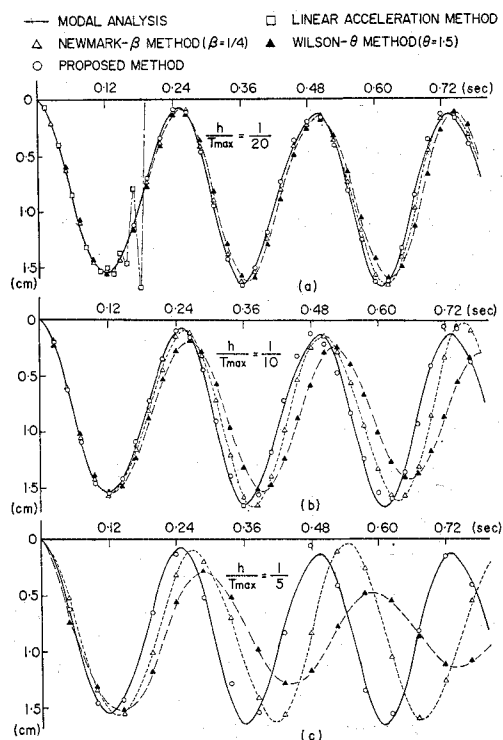 — MODAL ANALYSIS □ LINEAR ACCELERATION METHOD
△ NEWMARK-β METHOD(β=1/4) ▲ WILSON-θ METHOD(θ=1·5)
○ PROPOSED METHOD
0·12 0·24 0·36 0·48 0·60 0·72 (sec)
0
0·5
1·0
1·5
(cm)
h/Tmax = 1/20
(a)
0·12 0·24 0·36 0·48 0·60 0·72 (sec)
0
0·5
1·0
1·5
(cm)
h/Tmax = 1/10
(b)
0·12 0·24 0·36 0·48 0·60 0·72 (sec)
0
0·5
1·0
1·5
(cm)
h/Tmax = 1/5
(c)